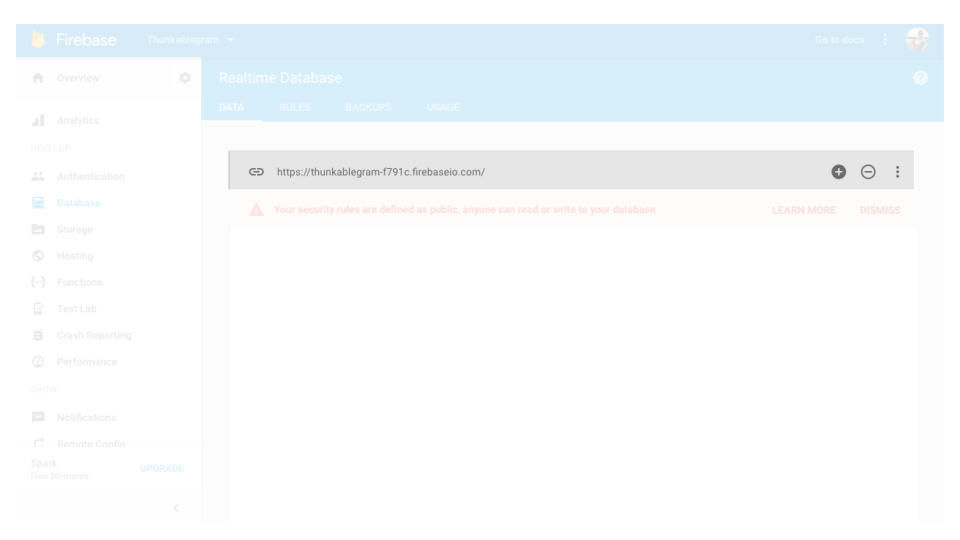 Firebase
Thunkablegram
Go to docs
Overview
Realtime Database
DATA RULES BACKUPS USAGE
Analytics
DEVELOP
Authentication
Database
Storage
Hosting
Functions
Test Lab
Crash Reporting
Performance
GROW
Notifications
Remote Config
Spark
Free $0/month
UPGRADE
https://thunkablegram-f791c.firebaseio.com/
Your security rules are defined as public, anyone can read or write to your database
LEARN MORE DISMISS